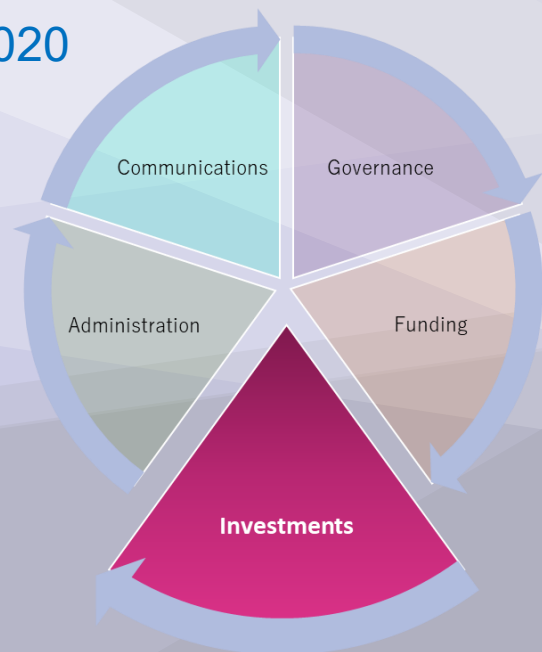 020
Communications
Governance
Administration
Funding
Investments